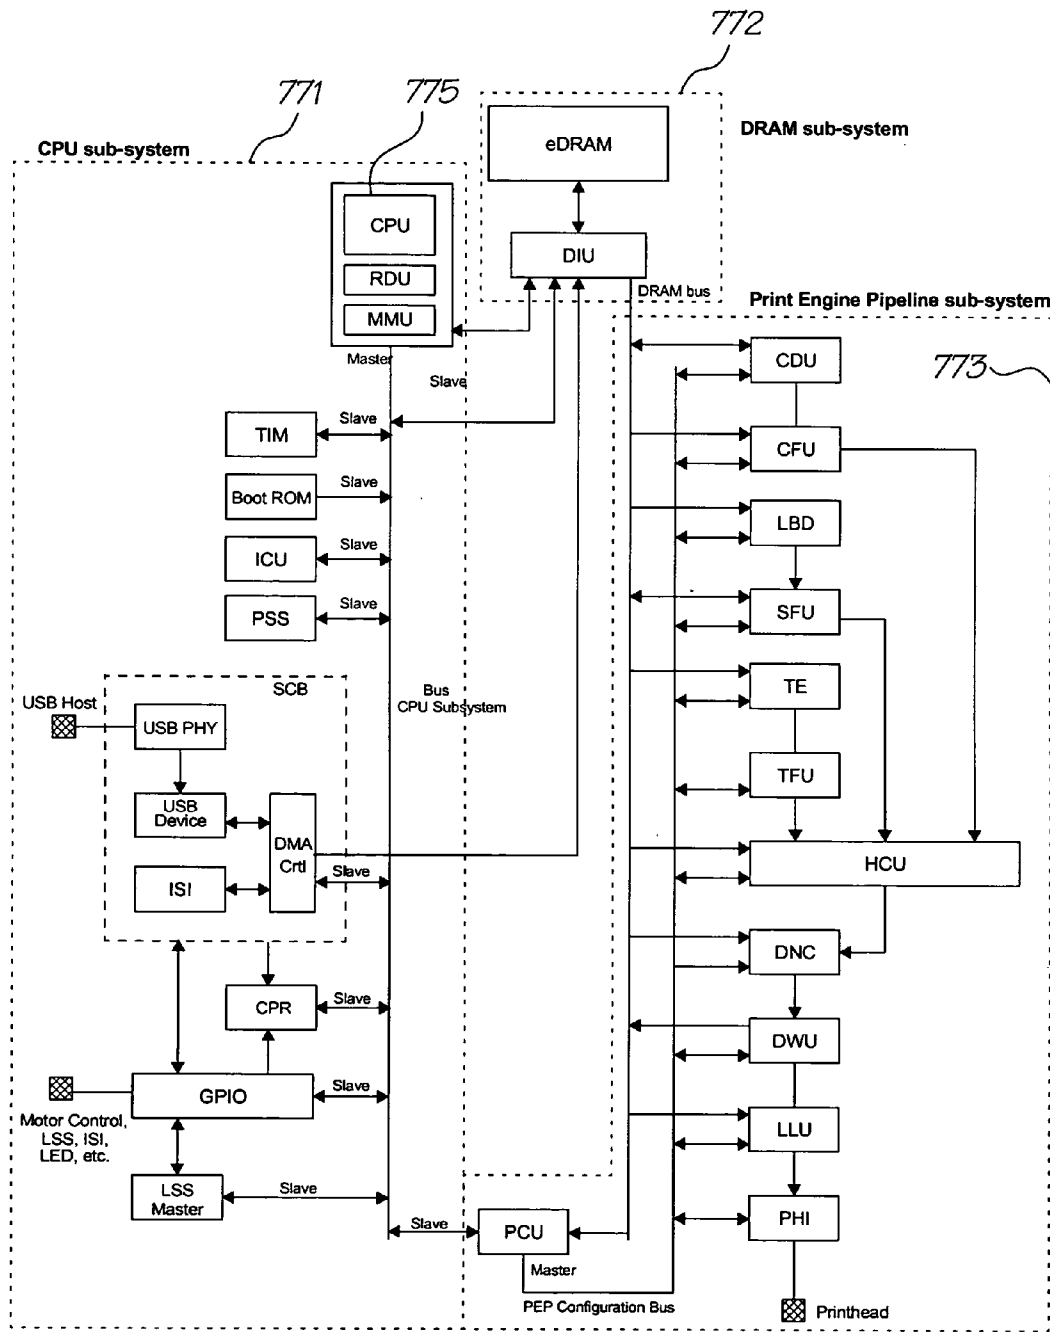 772
771
775
CPU sub-system
DRAM sub-system
eDRAM
CPU
RDU
MMU
DIU
DRAM bus
Print Engine Pipeline sub-system
773
Master
Slave
CDU
TIM
Slave
CFU
Boot ROM
Slave
LBD
ICU
Slave
PSS
Slave
SFU
SCB
USB Host
USB PHY
Bus
CPU Subsystem
TE
TFU
USB
Device
DMA
Crtl
ISI
Slave
HCU
DNC
CPR
Slave
DWU
GPIO
Slave
Motor Control,
LSS, ISI,
LED, etc.
LLU
LSS
Master
Slave
Slave
PCU
PHI
Master
PEP Configuration Bus
Printhead